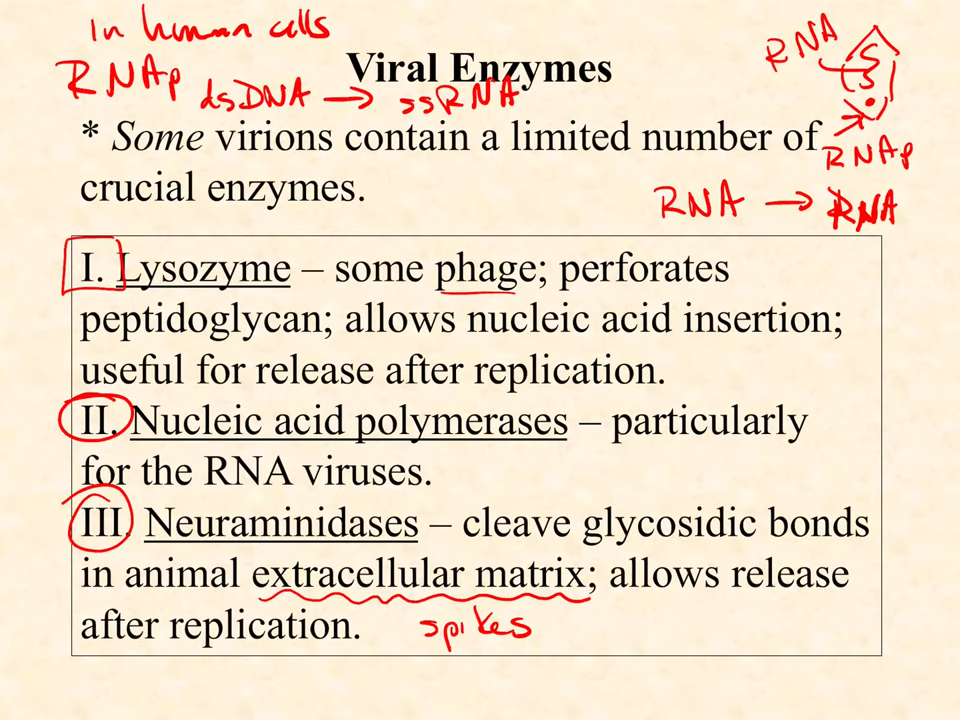 in human cells
RNAp dsDNA → ssRNA
Viral Enzymes
RNA
* Some virions contain a limited number of
RNAp
crucial enzymes.
RNA → RNA
I. Lysozyme – some phage; perforates
peptidoglycan; allows nucleic acid insertion;
useful for release after replication.
II. Nucleic acid polymerases – particularly
for the RNA viruses.
III. Neuraminidases – cleave glycosidic bonds
in animal extracellular matrix; allows release
after replication.
spikes